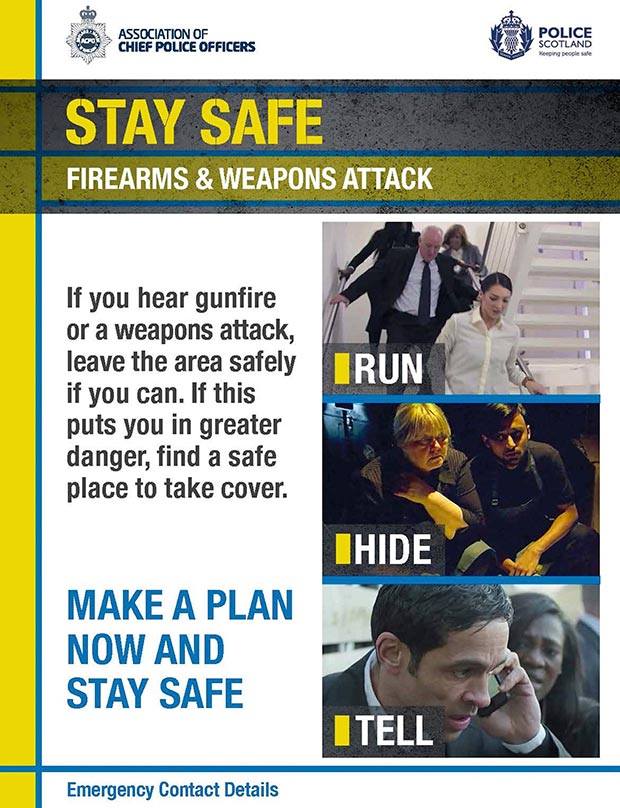 ASSOCIATION OF
CHIEF POLICE OFFICERS
POLICE
SCOTLAND
Keeping people safe
STAY SAFE
FIREARMS & WEAPONS ATTACK
If you hear gunfire
or a weapons attack,
leave the area safely
if you can. If this
puts you in greater
danger, find a safe
place to take cover.
RUN
HIDE
TELL
MAKE A PLAN
NOW AND
STAY SAFE
Emergency Contact Details